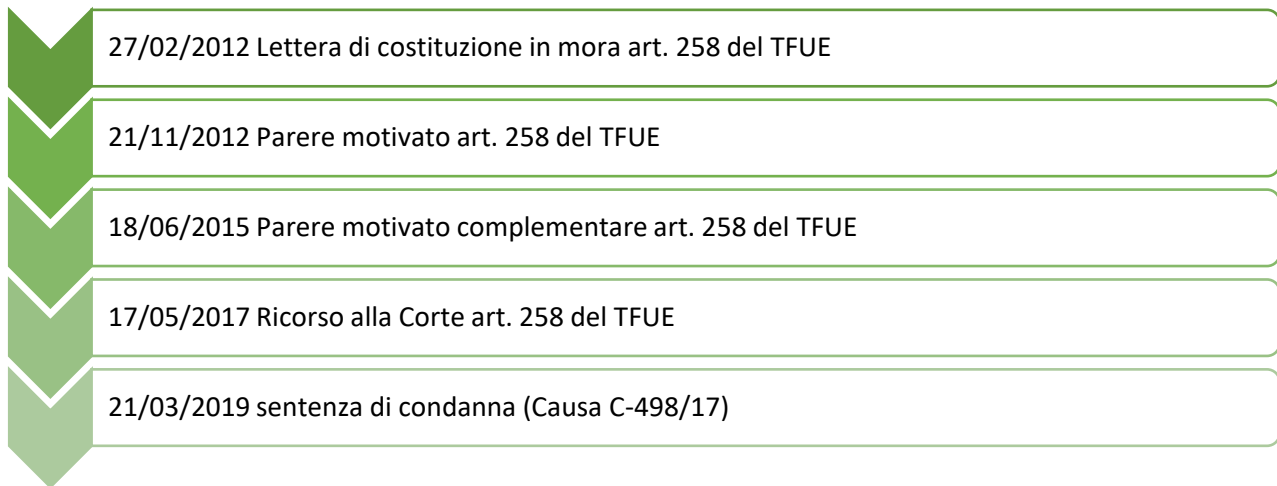 27/02/2012 Lettera di costituzione in mora art. 258 del TFUE
21/11/2012 Parere motivato art. 258 del TFUE
18/06/2015 Parere motivato complementare art. 258 del TFUE
17/05/2017 Ricorso alla Corte art. 258 del TFUE
21/03/2019 sentenza di condanna (Causa C-498/17)